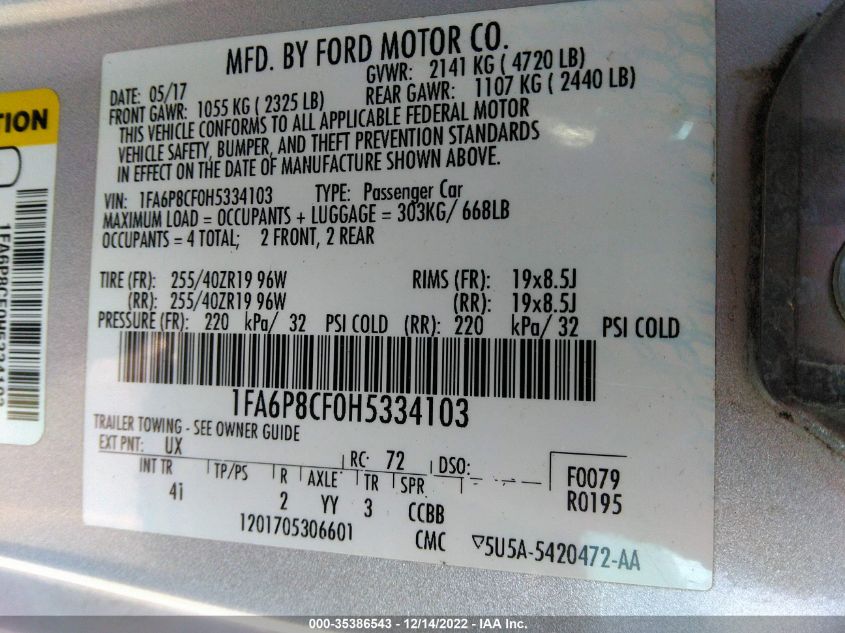 MFD. BY FORD MOTOR CO.
DATE: 05/17 GVWR: 2141 KG ( 4720 LB)
FRONT GAWR: 1055 KG ( 2325 LB) REAR GAWR: 1107 KG ( 2440 LB)
THIS VEHICLE CONFORMS TO ALL APPLICABLE FEDERAL MOTOR
VEHICLE SAFETY, BUMPER, AND THEFT PREVENTION STANDARDS
IN EFFECT ON THE DATE OF MANUFACTURE SHOWN ABOVE.
VIN: 1FA6P8CF0H5334103 TYPE: Passenger Car
MAXIMUM LOAD = OCCUPANTS + LUGGAGE = 303KG/ 668LB
OCCUPANTS = 4 TOTAL; 2 FRONT, 2 REAR
TIRE (FR): 255/40ZR19 96W RIMS (FR): 19x8.5J
(RR): 255/40ZR19 96W (RR): 19x8.5J
PRESSURE (FR): 220 kPa/ 32 PSI COLD (RR): 220 kPa/ 32 PSI COLD
1FA6P8CF0H5334103
TRAILER TOWING - SEE OWNER GUIDE
EXT PNT: UX RC: 72 DSO:
INT TR TP/PS R AXLE TR SPR F0079
4I 2 YY 3 CCBB R0195
1201705306601 CMC ▽5U5A-5420472-AA
TION
1FA6P8CF0H5334103
000-35386543 - 12/14/2022 - IAA Inc.